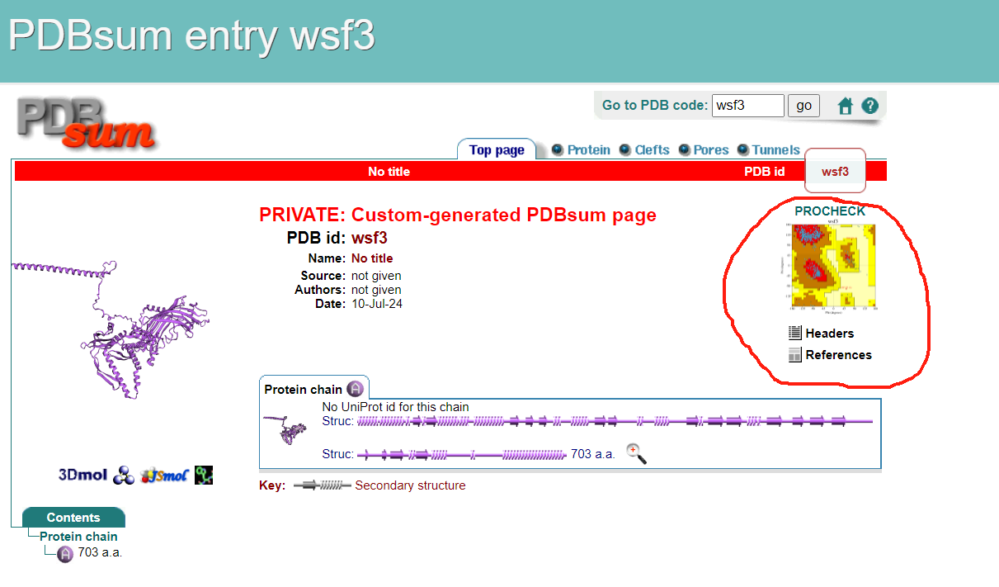 PDBsum entry wsf3
PDBsum
Go to PDB code: wsf3 go
Top page Protein Clefts Pores Tunnels
No title PDB id wsf3
PRIVATE: Custom-generated PDBsum page
PDB id: wsf3
Name: No title
Source: not given
Authors: not given
Date: 10-Jul-24
PROCHECK
wsf3
Headers
References
Protein chain A
No UniProt id for this chain
Struc:
Struc: 703 a.a.
Key: Secondary structure
3Dmol JSmol
Contents
Protein chain
A 703 a.a.